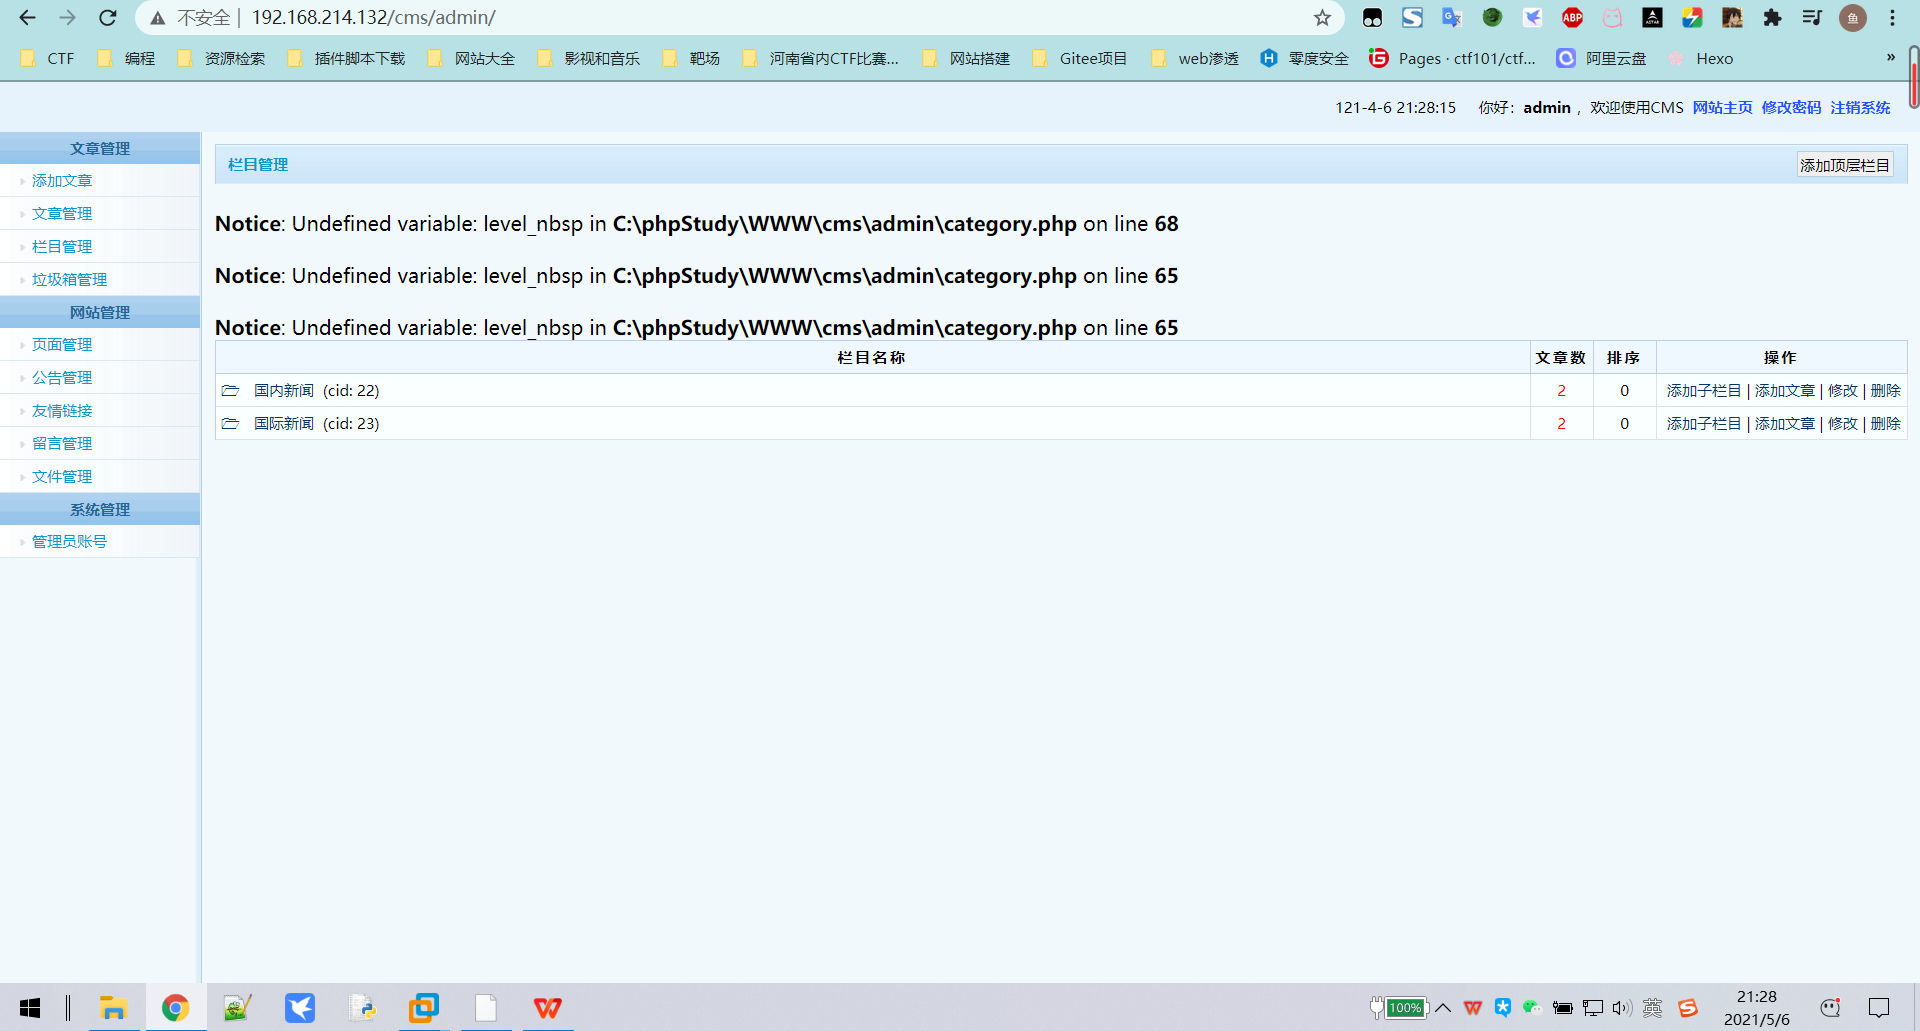 不安全 | 192.168.214.132/cms/admin/
CTF 编程 资源检索 插件脚本下载 网站大全 影视和音乐 靶场 河南省内CTF比赛... 网站搭建 Gitee项目 web渗透 零度安全 Pages · ctf101/ctf... 阿里云盘 Hexo »
121-4-6 21:28:15 你好：admin ，欢迎使用CMS 网站主页 修改密码 注销系统
文章管理
添加文章
文章管理
栏目管理
垃圾箱管理
网站管理
页面管理
公告管理
友情链接
留言管理
文件管理
系统管理
管理员账号
栏目管理 添加顶层栏目
Notice: Undefined variable: level_nbsp in C:\phpStudy\WWW\cms\admin\category.php on line 68
Notice: Undefined variable: level_nbsp in C:\phpStudy\WWW\cms\admin\category.php on line 65
Notice: Undefined variable: level_nbsp in C:\phpStudy\WWW\cms\admin\category.php on line 65
栏目名称 文章数 排序 操作
国内新闻 (cid: 22) 2 0 添加子栏目 | 添加文章 | 修改 | 删除
国际新闻 (cid: 23) 2 0 添加子栏目 | 添加文章 | 修改 | 删除
100% 英 21:28
2021/5/6